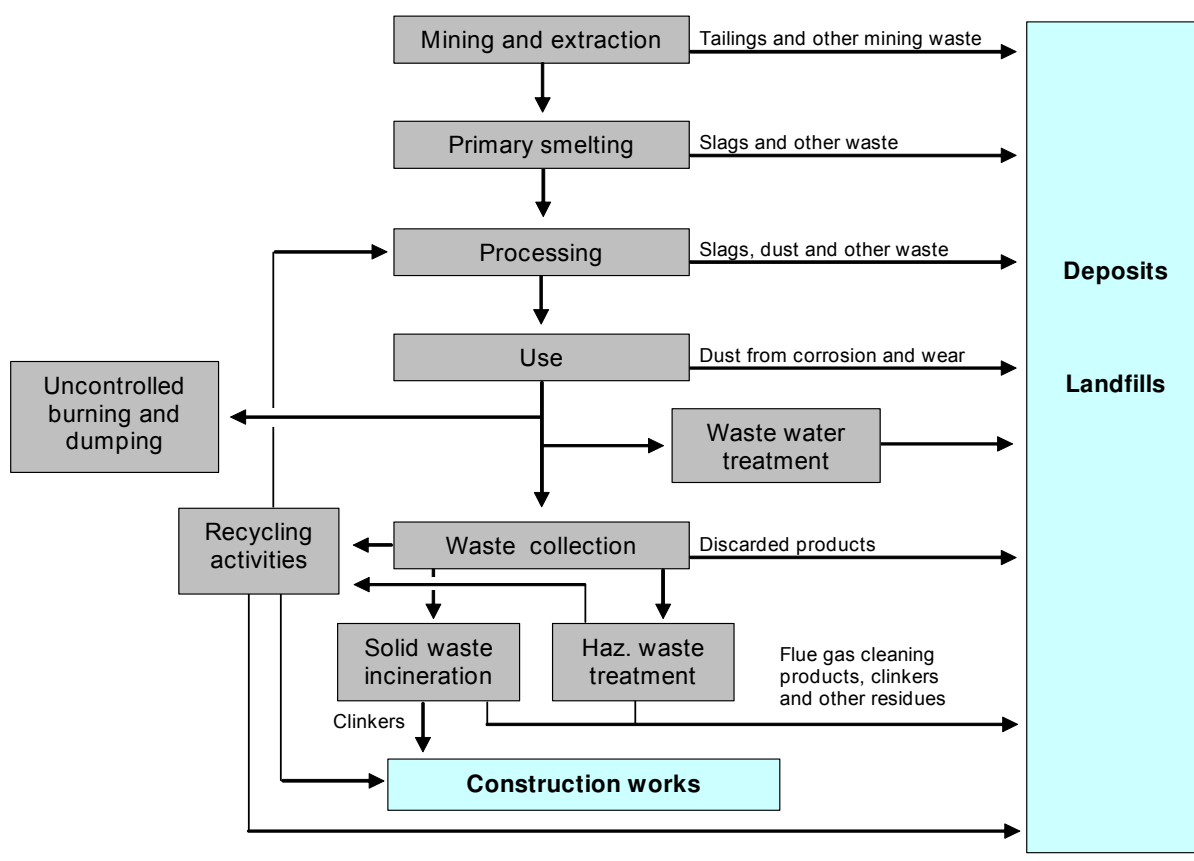 Mining and extraction
Tailings and other mining waste
Primary smelting
Slags and other waste
Processing
Slags, dust and other waste
Deposits
Use
Dust from corrosion and wear
Landfills
Uncontrolled
burning and
dumping
Waste water
treatment
Recycling
activities
Waste collection
Discarded products
Solid waste
incineration
Haz. waste
treatment
Flue gas cleaning
products, clinkers
and other residues
Clinkers
Construction works